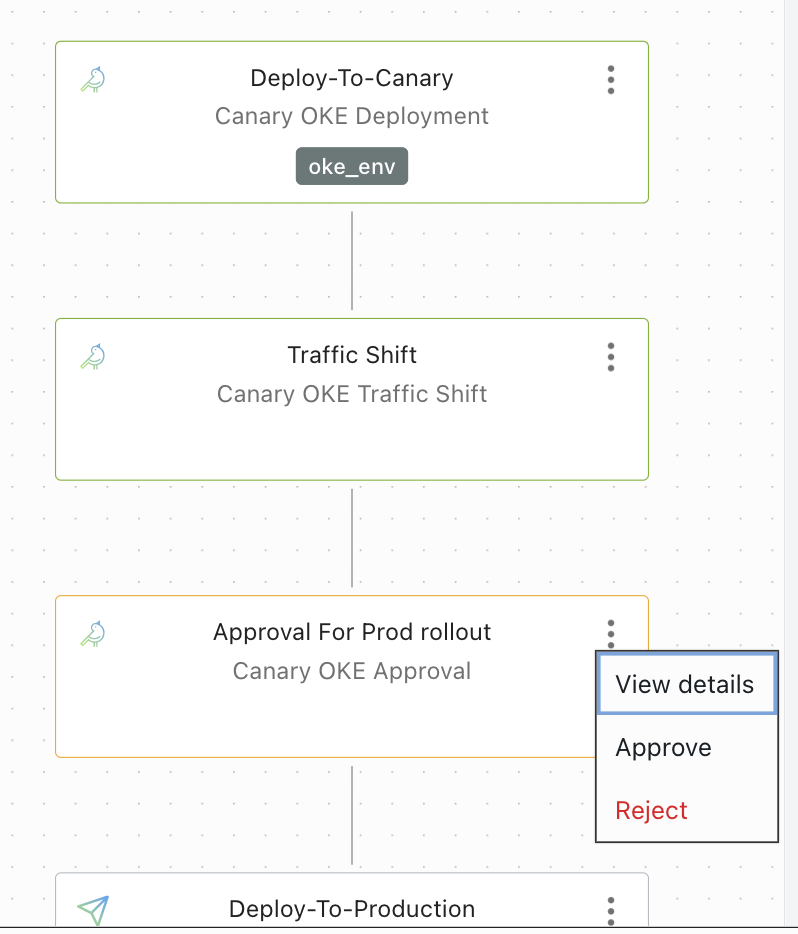 Deploy-To-Canary
Canary OKE Deployment
oke_env
Traffic Shift
Canary OKE Traffic Shift
Approval For Prod rollout
Canary OKE Approval
View details
Approve
Reject
Deploy-To-Production